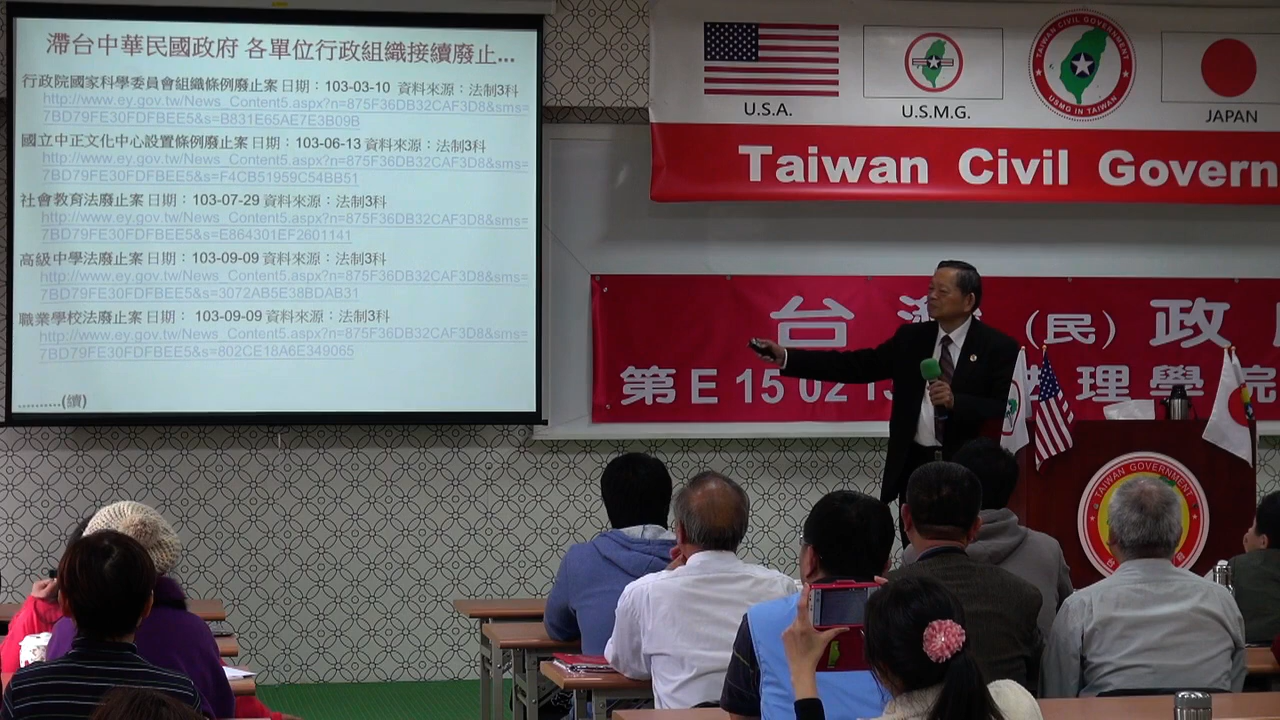 滯台中華民國政府 各單位行政組織接續廢止...
行政院國家科學委員會組織條例廢止案 日期：103-03-10 資料來源：法制3科
http://www.ey.gov.tw/News_Content5.aspx?n=875F36DB32CAF3D8&sms=
7BD79FE30FDFBEE5&s=B831E65AE7E3B09B
國立中正文化中心設置條例廢止案 日期：103-06-13 資料來源：法制3科
http://www.ey.gov.tw/News_Content5.aspx?n=875F36DB32CAF3D8&sms=
7BD79FE30FDFBEE5&s=F4CB51959C54BB51
社會教育法廢止案 日期：103-07-29 資料來源：法制3科
http://www.ey.gov.tw/News_Content5.aspx?n=875F36DB32CAF3D8&sms=
7BD79FE30FDFBEE5&s=E864301EF2601141
高級中學法廢止案 日期：103-09-09 資料來源：法制3科
http://www.ey.gov.tw/News_Content5.aspx?n=875F36DB32CAF3D8&sms=
7BD79FE30FDFBEE5&s=3072AB5E38BDAB31
職業學校法廢止案 日期： 103-09-09 資料來源：法制3科
http://www.ey.gov.tw/News_Content5.aspx?n=875F36DB32CAF3D8&sms=
7BD79FE30FDFBEE5&s=802CE18A6E349065
..........(續)
TAIWAN CIVIL GOVERNMENT
USMG IN TAIWAN
U.S.A.
U.S.M.G.
JAPAN
Taiwan Civil Govern
台 (民) 政
第E 15 02 理學院
TAIWAN GOVERNMENT